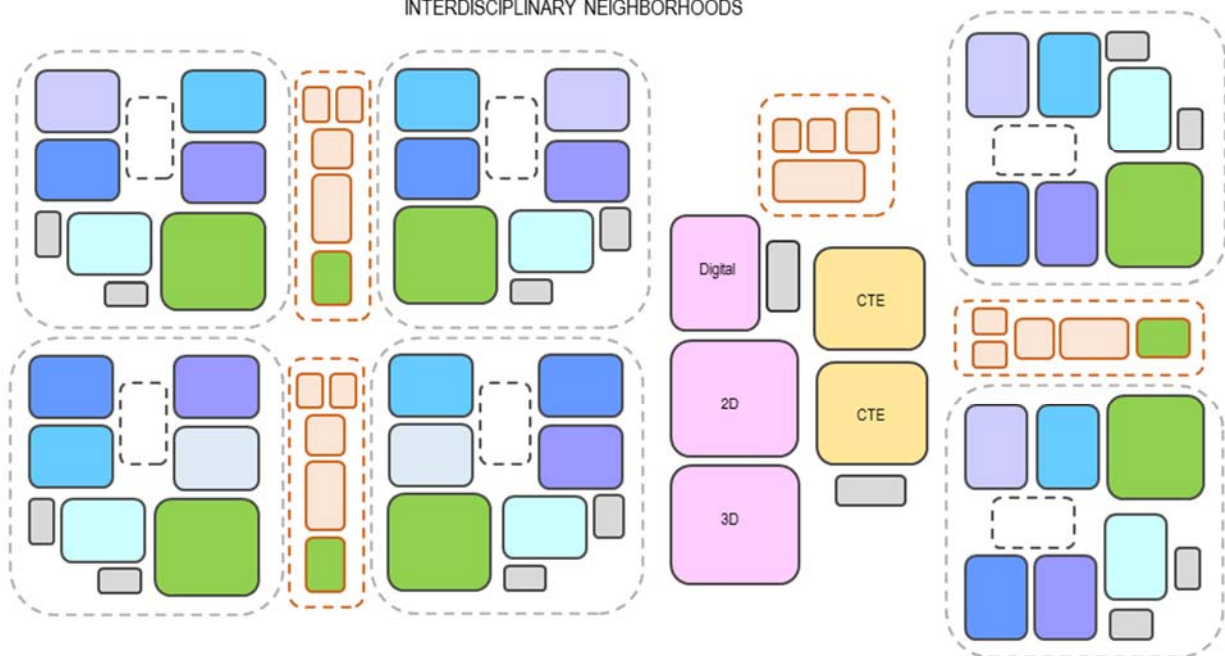 INTERDISCIPLINARY NEIGHBORHOODS
Digital
CTE
2D
CTE
3D